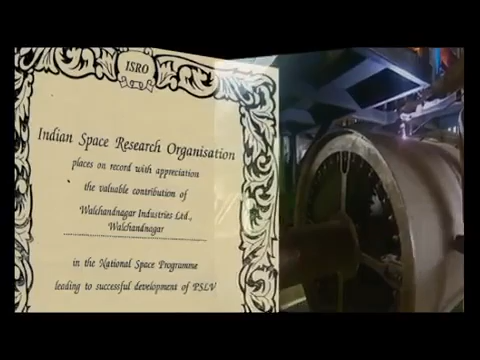 ISRO
Indian Space Research Organisation
places on record with appreciation
the valuable contribution of
Walchandnagar Industries Ltd.,
Walchandnagar
in the National Space Programme
leading to successful development of PSLV